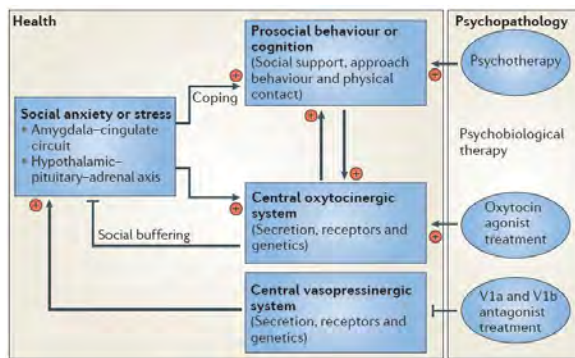 Health
Psychopathology
Prosocial behaviour or
cognition
(Social support, approach
behaviour and physical
contact)
Psychotherapy
Coping
Social anxiety or stress
• Amygdala–cingulate
circuit
• Hypothalamic–
pituitary–adrenal axis
Psychobiological
therapy
Central oxytocinergic
system
(Secretion, receptors and
genetics)
Oxytocin
agonist
treatment
Social buffering
Central vasopressinergic
system
(Secretion, receptors and
genetics)
V1a and V1b
antagonist
treatment